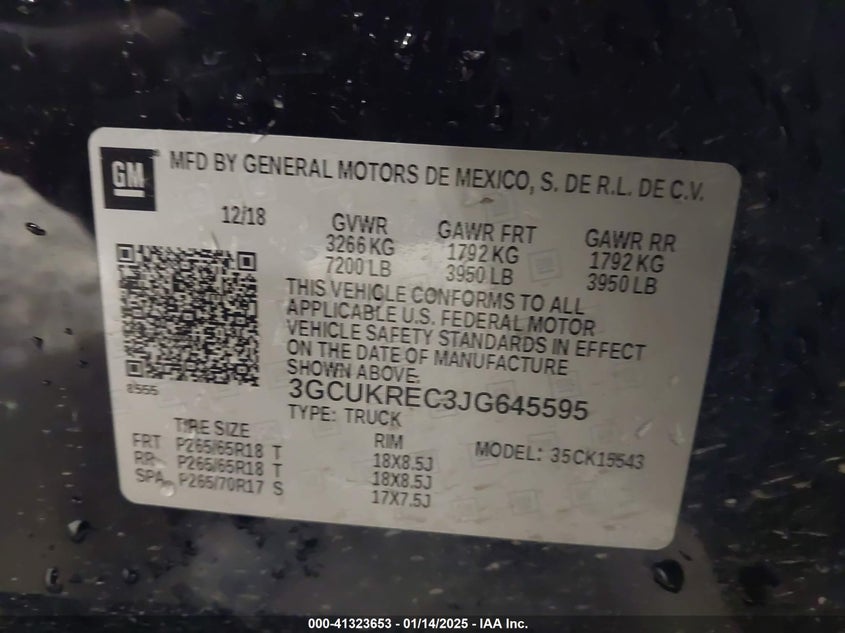 GM
MFD BY GENERAL MOTORS DE MEXICO, S. DE R.L. DE C.V.
12/18
GVWR GAWR FRT GAWR RR
3266 KG 1792 KG 1792 KG
7200 LB 3950 LB 3950 LB
THIS VEHICLE CONFORMS TO ALL
APPLICABLE U.S. FEDERAL MOTOR
VEHICLE SAFETY STANDARDS IN EFFECT
ON THE DATE OF MANUFACTURE
SHOWN ABOVE.
3GCUKREC3JG645595
TYPE: TRUCK
TIRE SIZE RIM MODEL: 35CK15543
FRT P265/65R18 T 18X8.5J
RR P265/65R18 T 18X8.5J
SPA P265/70R17 S 17X7.5J
000-41323653 - 01/14/2025 - IAA Inc.